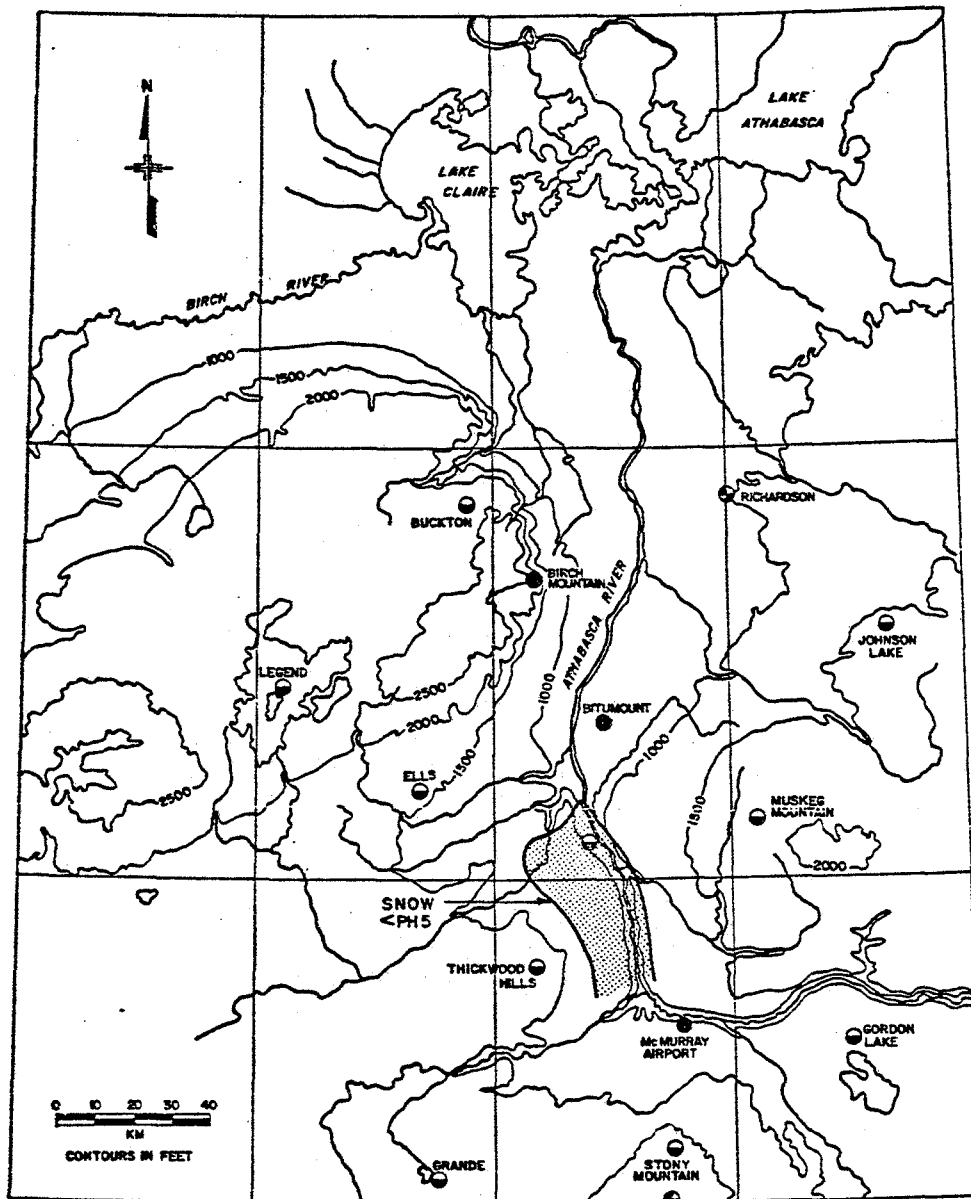 N
LAKE
ATHABASCA
LAKE
CLAIRE
BIRCH RIVER
1000
1500
2000
RICHARDSON
BUCKTON
BIRCH
MOUNTAIN
ATHABASCA RIVER
JOHNSON
LAKE
LEGEND
2500
2000
1000
BITUMOUNT
1000
1500
ELLS
2500
1500
MUSKEG
MOUNTAIN
2000
SNOW
<PH5
THICKWOOD
HILLS
McMURRAY
AIRPORT
GORDON
LAKE
0 10 20 30 40
KM
CONTOURS IN FEET
GRANDE
STONY
MOUNTAIN